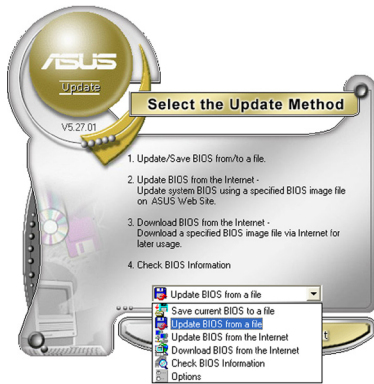 ASUS
Update
V5.27.01
Select the Update Method
1. Update/Save BIOS from/to a file.
2. Update BIOS from the Internet -
Update system BIOS using a specified BIOS image file
on ASUS Web Site.
3. Download BIOS from the Internet -
Download a specified BIOS image file via Internet for
later usage.
4. Check BIOS Information
Update BIOS from a file
Save current BIOS to a file
Update BIOS from a file
Update BIOS from the Internet
Download BIOS from the Internet
Check BIOS Information
Options